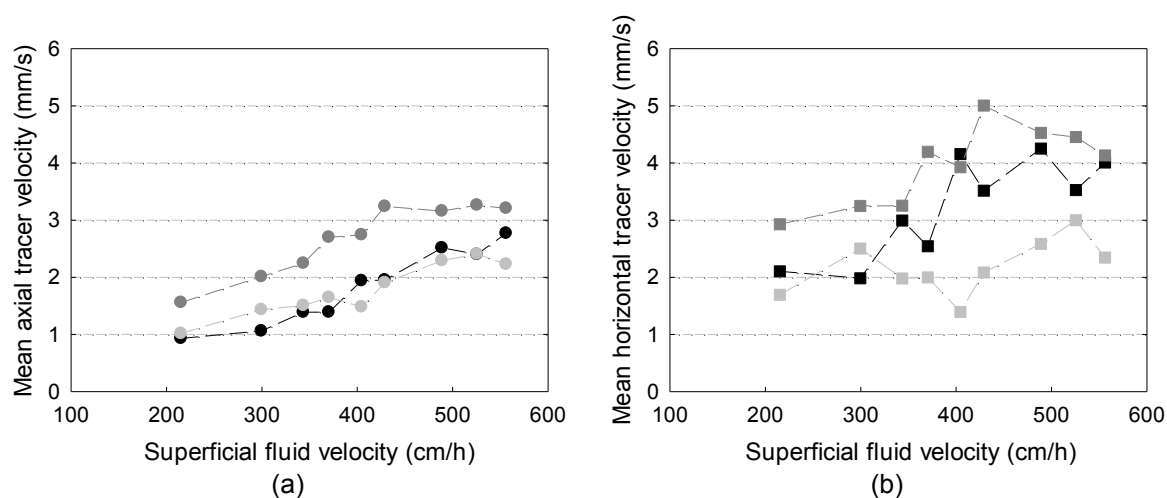 Mean axial tracer velocity (mm/s)
6
5
4
3
2
1
0
100 200 300 400 500 600
Superficial fluid velocity (cm/h)
(a)
Mean horizontal tracer velocity (mm/s)
6
5
4
3
2
1
0
100 200 300 400 500 600
Superficial fluid velocity (cm/h)
(b)